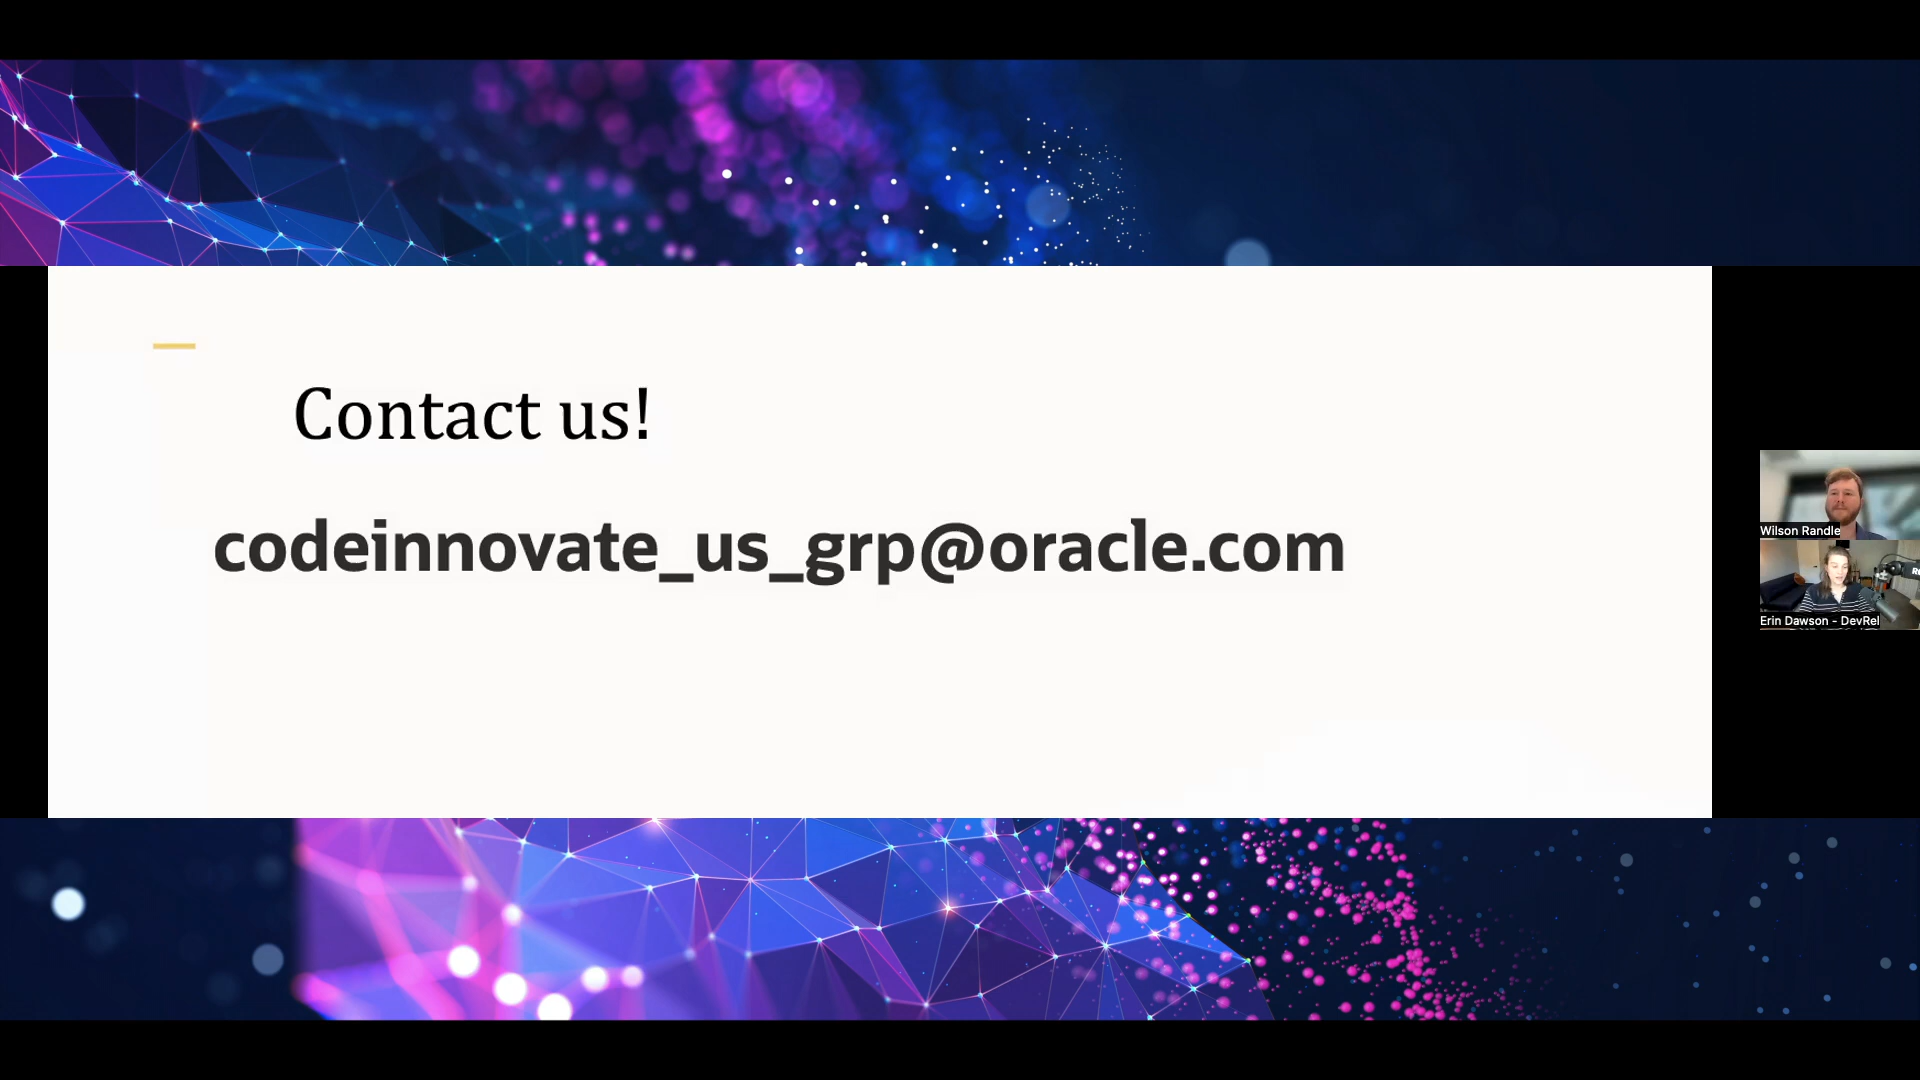 Contact us!
codeinnovate_us_grp@oracle.com
Wilson Randle
Erin Dawson - DevRel